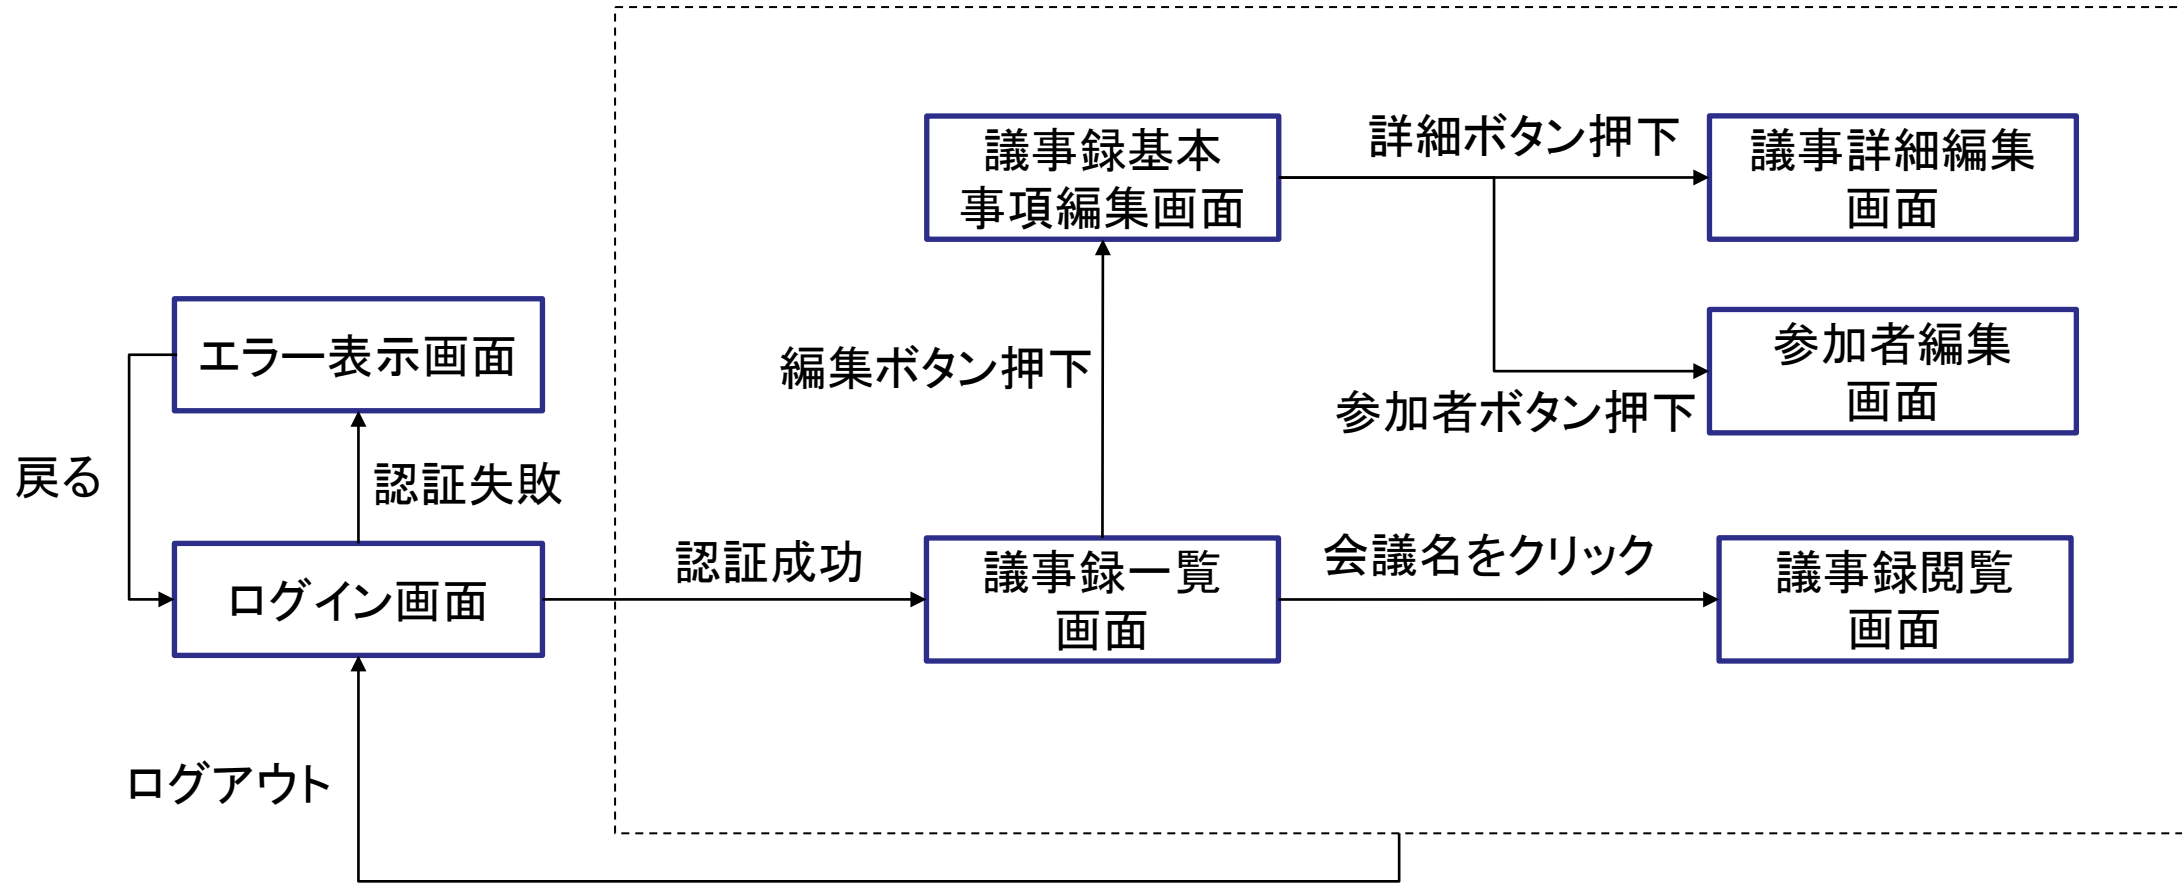 議事録基本
事項編集画面
詳細ボタン押下
議事詳細編集
画面
エラー表示画面
編集ボタン押下
参加者編集
画面
参加者ボタン押下
戻る
認証失敗
ログイン画面
認証成功
議事録一覧
画面
会議名をクリック
議事録閲覧
画面
ログアウト